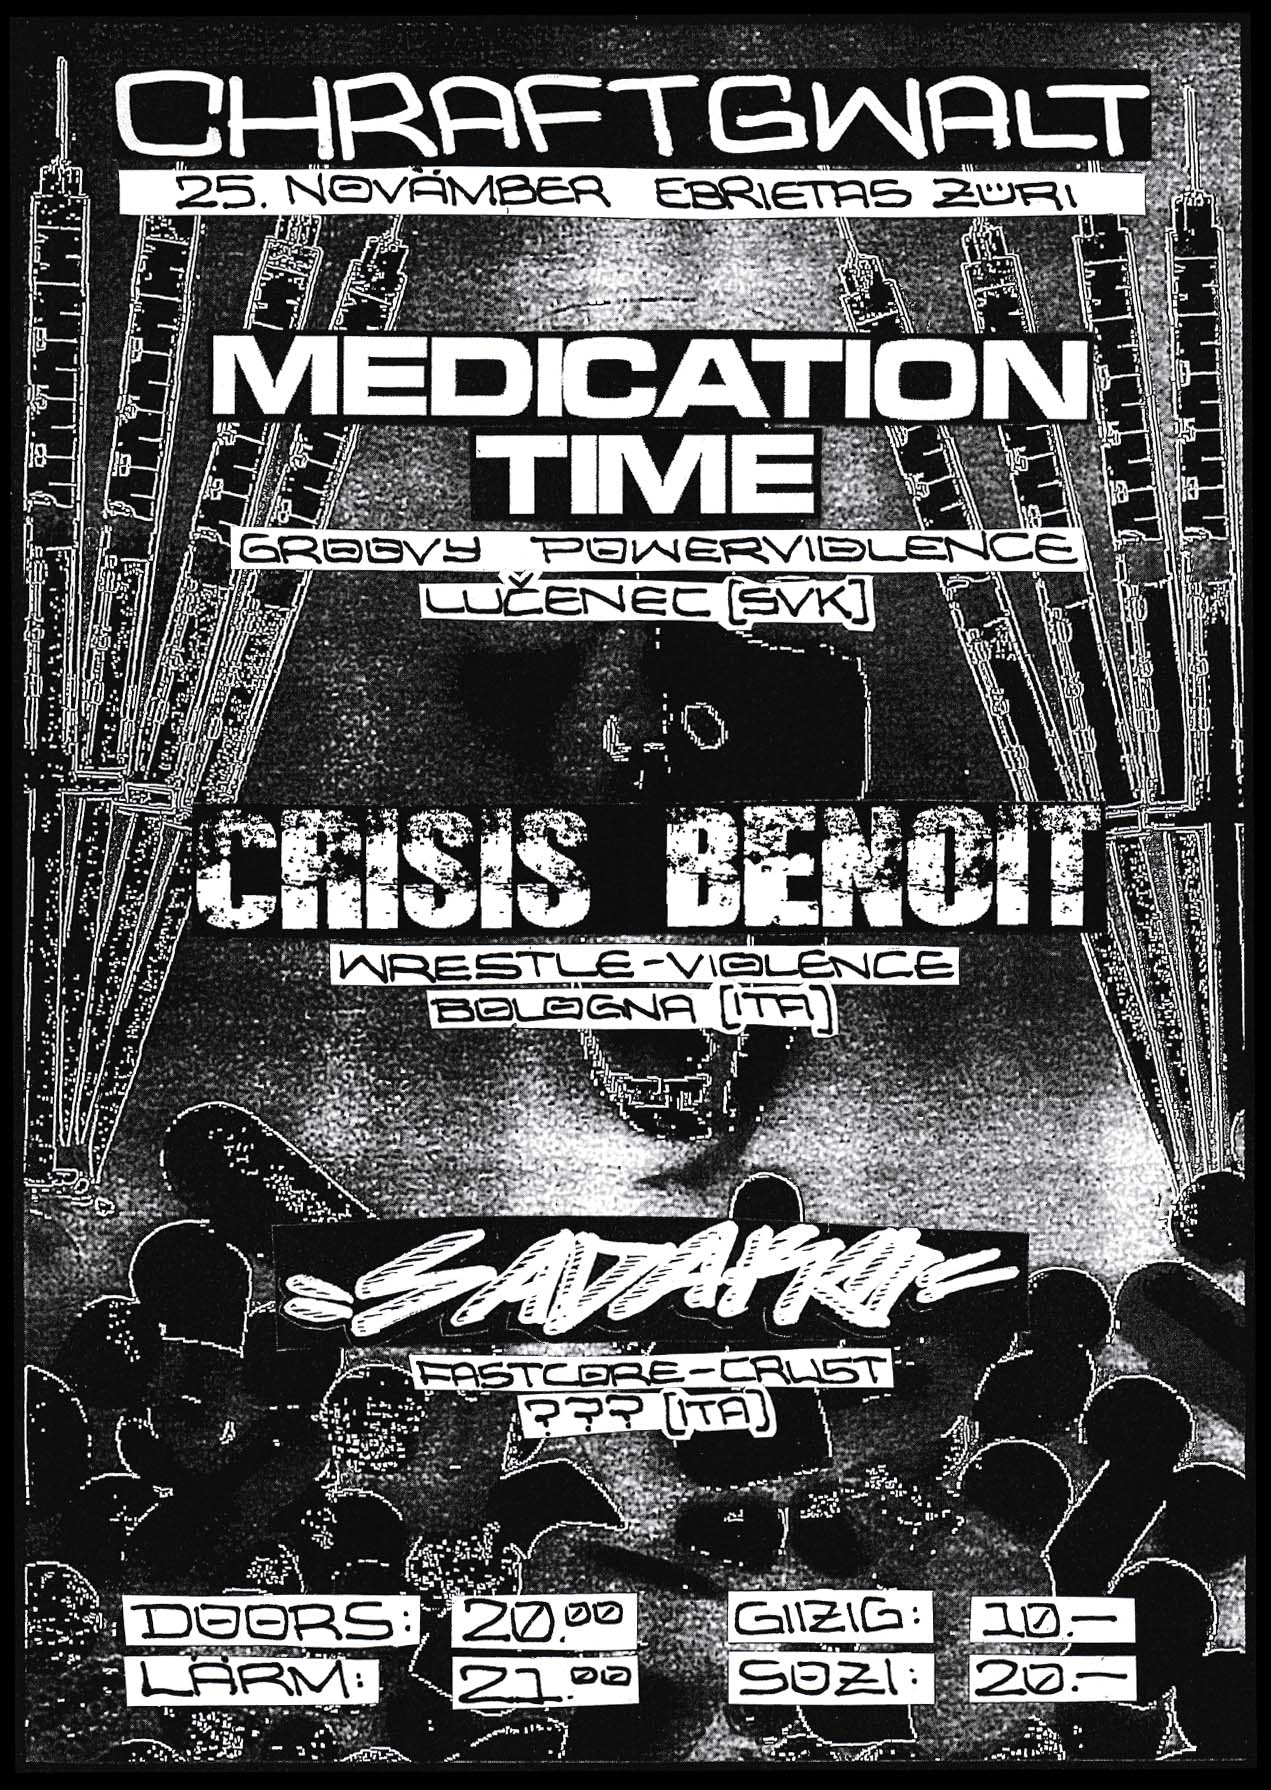 CHRAFTGWALT
25. NOVÄMBER EBRIETAS ZÜRI
MEDICATION
TIME
GROOVY POWERVIOLENCE
LUČENEC [SVK]
CRISIS BENOIT
WRESTLE-VIOLENCE
BOLOGNA [ITA]
FASTCORE-CRUST
??? [ITA]
DOORS: 20.00 GIIZIG: 10.–
LÄRM: 21.00 SOZI: 20.–